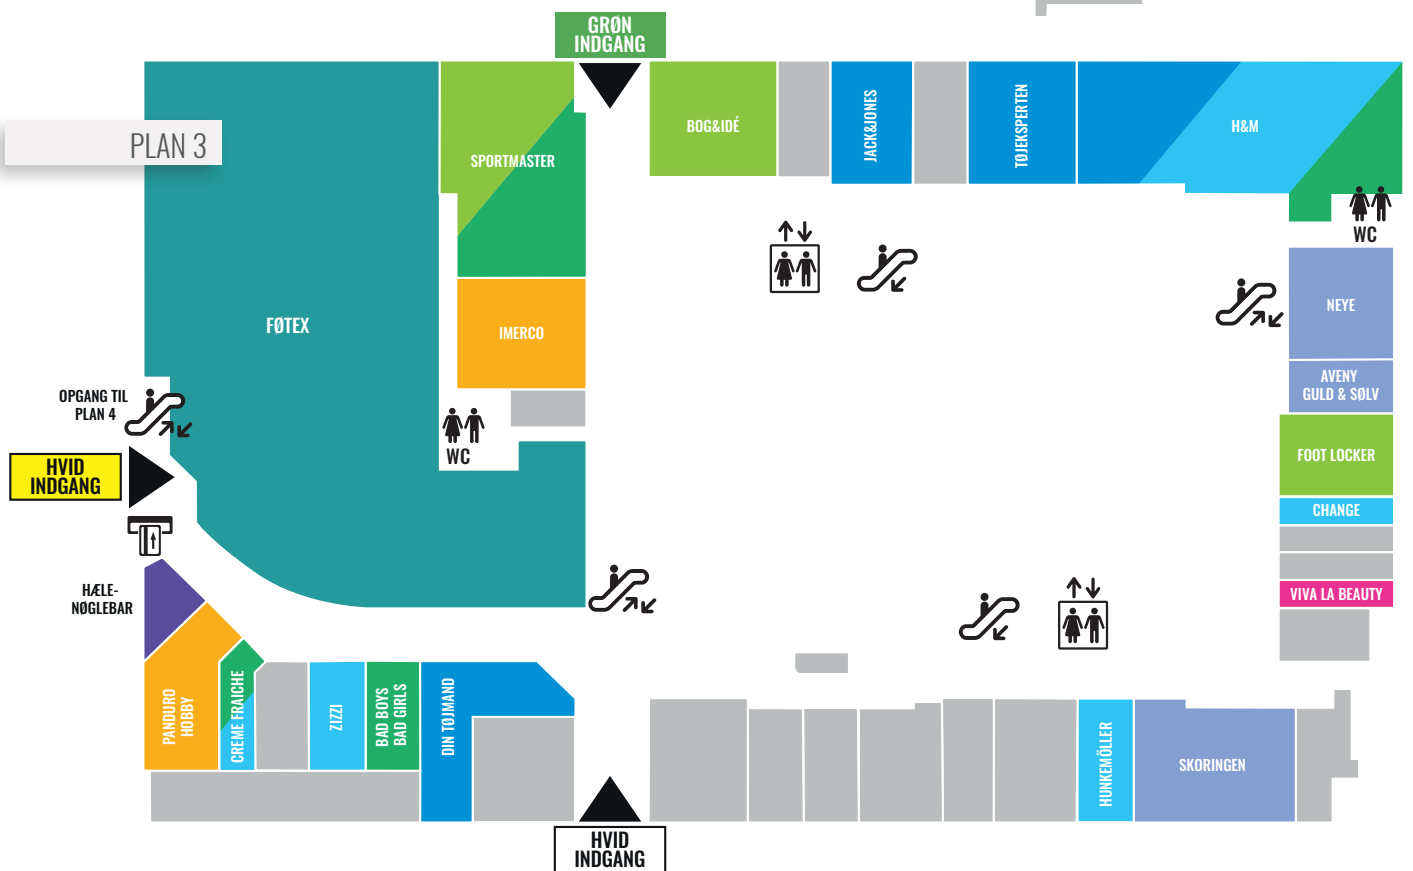 GRØN
INDGANG
PLAN 3
SPORTMASTER
BOG&IDÉ
JACK&JONES
TØJEKSPERTEN
H&M
WC
FØTEX
IMERCO
NEYE
AVENY
GULD & SØLV
OPGANG TIL
PLAN 4
WC
HVID
INDGANG
FOOT LOCKER
CHANGE
HÆLE-
NØGLEBAR
VIVA LA BEAUTY
PANDURO
HOBBY
CREME FRAICHE
ZIZZI
BAD BOYS
BAD GIRLS
DIN TØJMAND
HUNKEMÖLLER
SKORINGEN
HVID
INDGANG